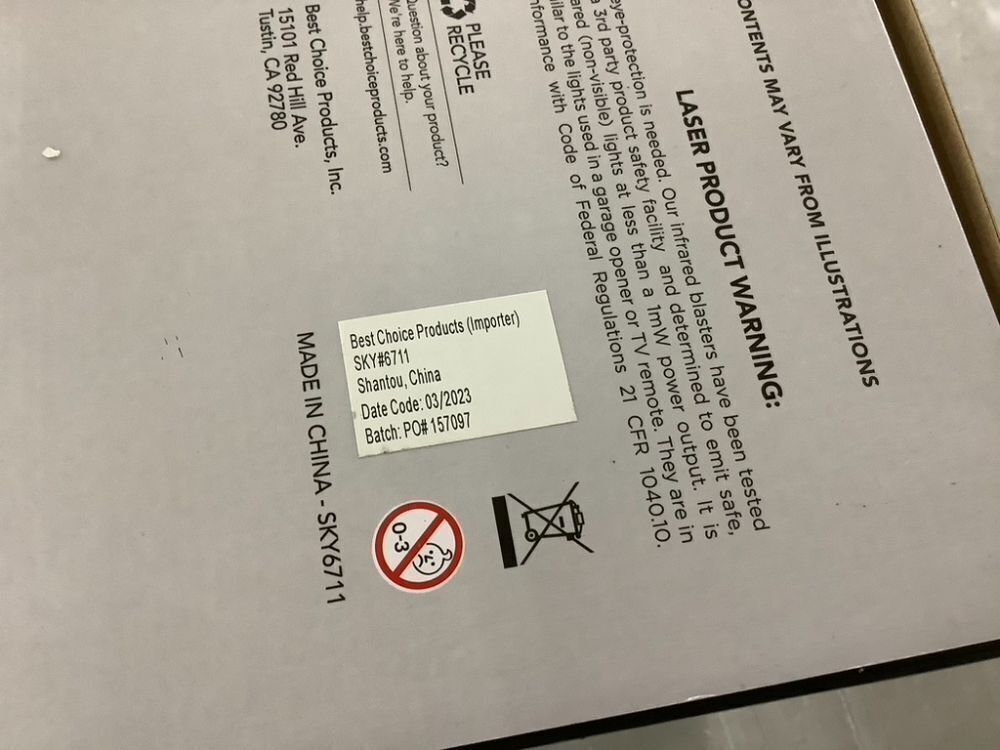 CONTENTS MAY VARY FROM ILLUSTRATIONS
LASER PRODUCT WARNING:
eye-protection is needed. Our infrared blasters have been tested
3rd party product safety facility and determined to emit safe,
(non-visible) lights at less than a 1mW power output. It is
to the lights used in a garage opener or TV remote. They are in
with Code of Federal Regulations 21 CFR 1040.10.
PLEASE
RECYCLE
Question about your product?
We're here to help.
help.bestchoiceproducts.com
Best Choice Products, Inc.
15101 Red Hill Ave.
Tustin, CA 92780
Best Choice Products (Importer)
SKY#6711
Shantou, China
Date Code: 03/2023
Batch: PO# 157097
MADE IN CHINA - SKY6711
0-3